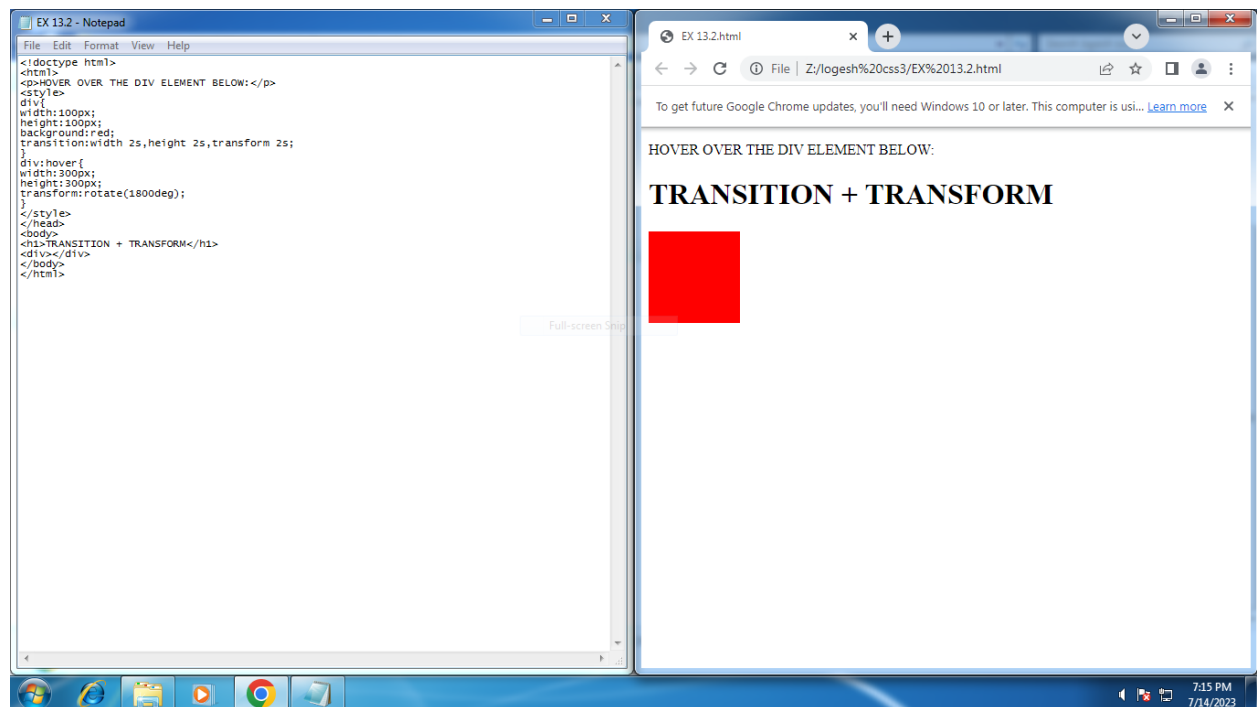 EX 13.2 - Notepad
File Edit Format View Help
<!doctype html>
<html>
<p>HOVER OVER THE DIV ELEMENT BELOW:</p>
<style>
div{
width:100px;
height:100px;
background:red;
transition:width 2s,height 2s,transform 2s;
}
div:hover{
width:300px;
height:300px;
transform:rotate(1800deg);
}
</style>
</head>
<body>
<h1>TRANSITION + TRANSFORM</h1>
<div></div>
</body>
</html>
Full-screen Snip
EX 13.2.html
File Z:/logesh%20css3/EX%2013.2.html
To get future Google Chrome updates, you'll need Windows 10 or later. This computer is usi... Learn more
HOVER OVER THE DIV ELEMENT BELOW:
TRANSITION + TRANSFORM
7:15 PM
7/14/2023